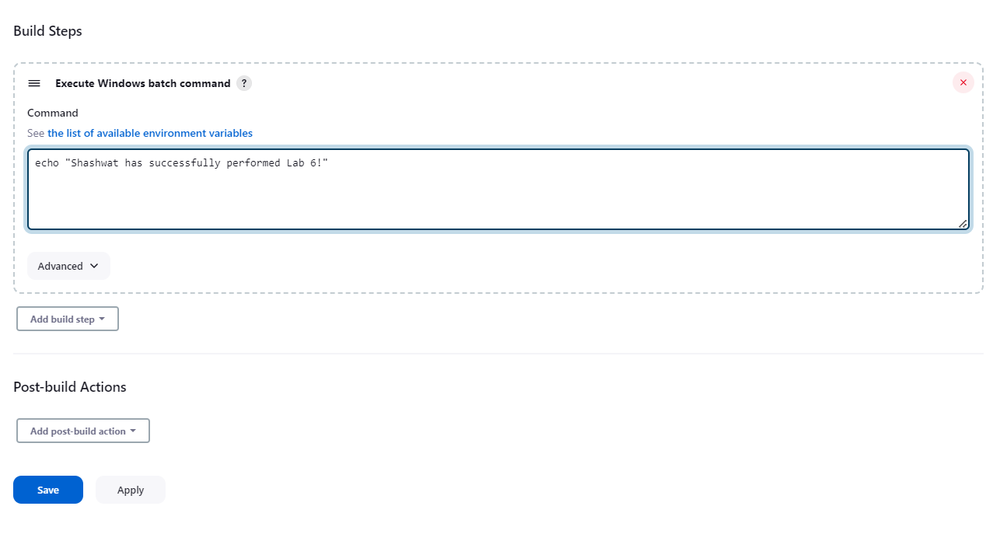 Build Steps
Execute Windows batch command ?
Command
See the list of available environment variables
echo "Shashwat has successfully performed Lab 6!"
Advanced
Add build step
Post-build Actions
Add post-build action
Save Apply